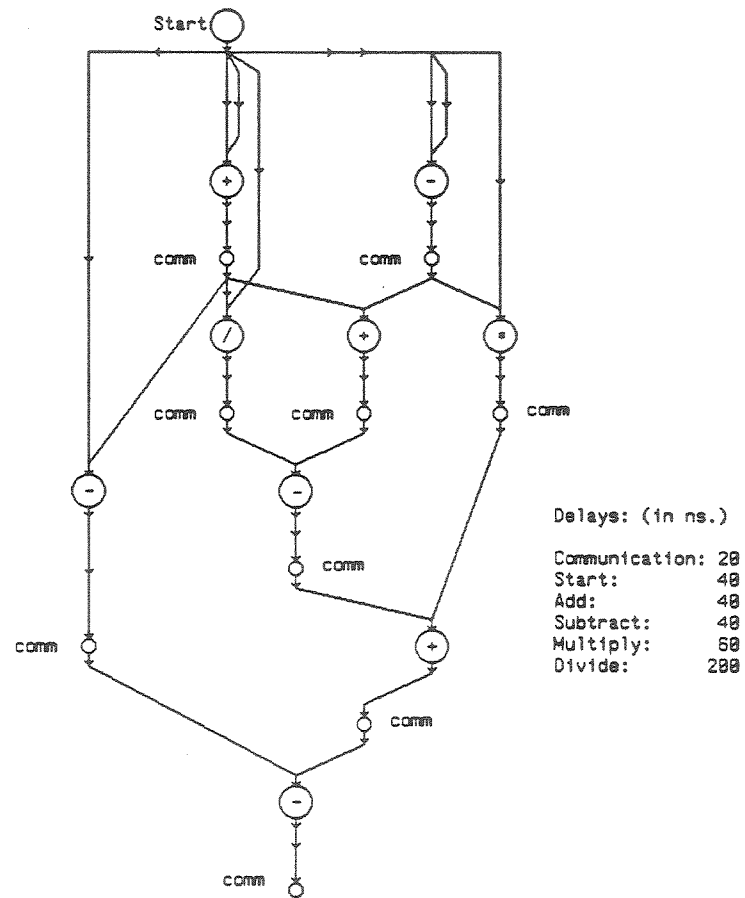 Start
+
-
comm
comm
/
+
*
comm
comm
comm
-
-
comm
comm
+
comm
-
comm
Delays: (in ns.)
Communication: 20
Start: 40
Add: 40
Subtract: 40
Multiply: 60
Divide: 200